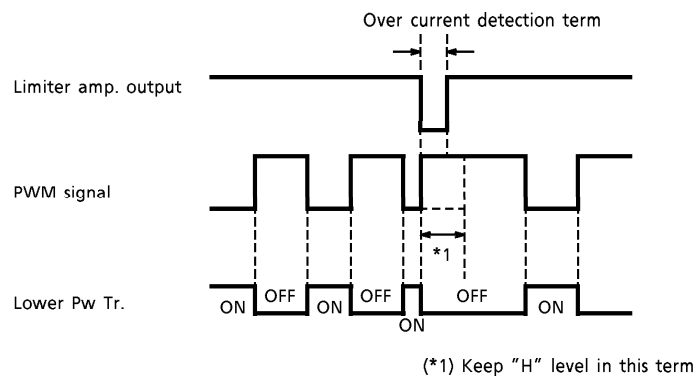 Over current detection term
Limiter amp. output
PWM signal
*1
Lower Pw Tr.
ON OFF ON OFF ON OFF ON
(*1) Keep "H" level in this term